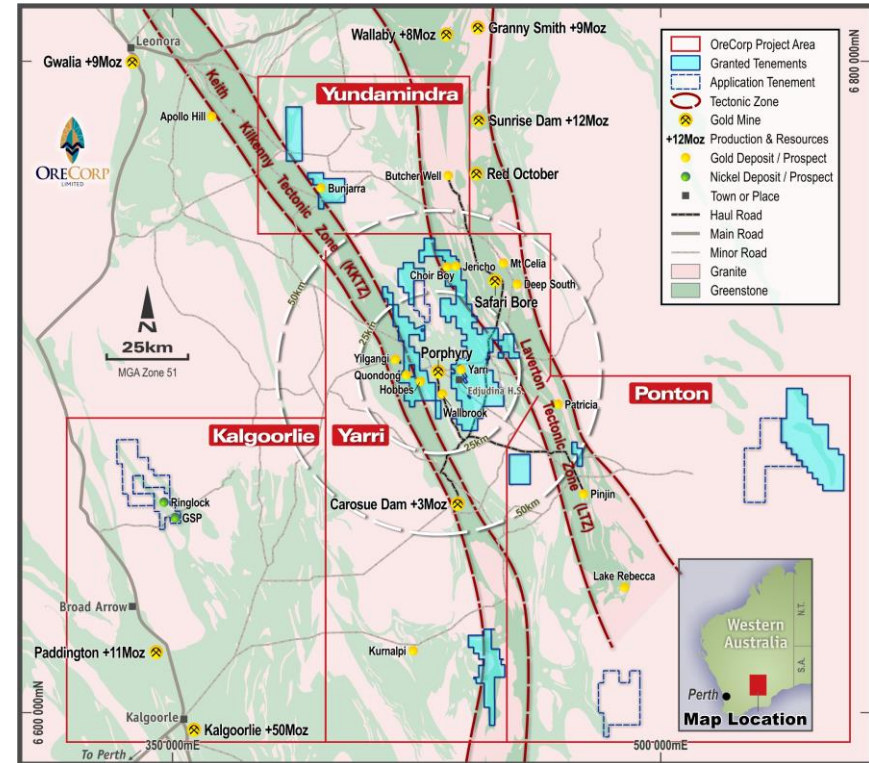 Leonora
Gwalia +9Moz
Apollo Hill
ORECORP
LIMITED
Wallaby +8Moz
Granny Smith +9Moz
Yundamindra
Sunrise Dam +12Moz
Butcher Well
Red October
Bunjarra
Keith - Kilkenny Tectonic Zone (KKTZ)
OreCorp Project Area
Granted Tenements
Application Tenement
Tectonic Zone
Gold Mine
+12Moz Production & Resources
Gold Deposit / Prospect
Nickel Deposit / Prospect
Town or Place
Haul Road
Main Road
Minor Road
Granite
Greenstone
6 800 000mN
N
25km
MGA Zone 51
50km
25km
Choir Boy
Jericho
Mt Celia
Deep South
Safari Bore
Porphyry
Yilgangi
Quondong
Hobbes
Yarri
Edjudina H.S.
Wallbrook
25km
50km
Laverton Tectonic Zone (LTZ)
Patricia
Pinjin
Lake Rebecca
Ponton
Kalgoorlie
Yarri
Carosue Dam +3Moz
Ringlock
GSP
Broad Arrow
Paddington +11Moz
Kurnalpi
Kalgoorle
Kalgoorlie +50Moz
To Perth
6 600 000mN
350 000mE
500 000mE
Western
Australia
N.T.
S.A.
Perth
Map Location